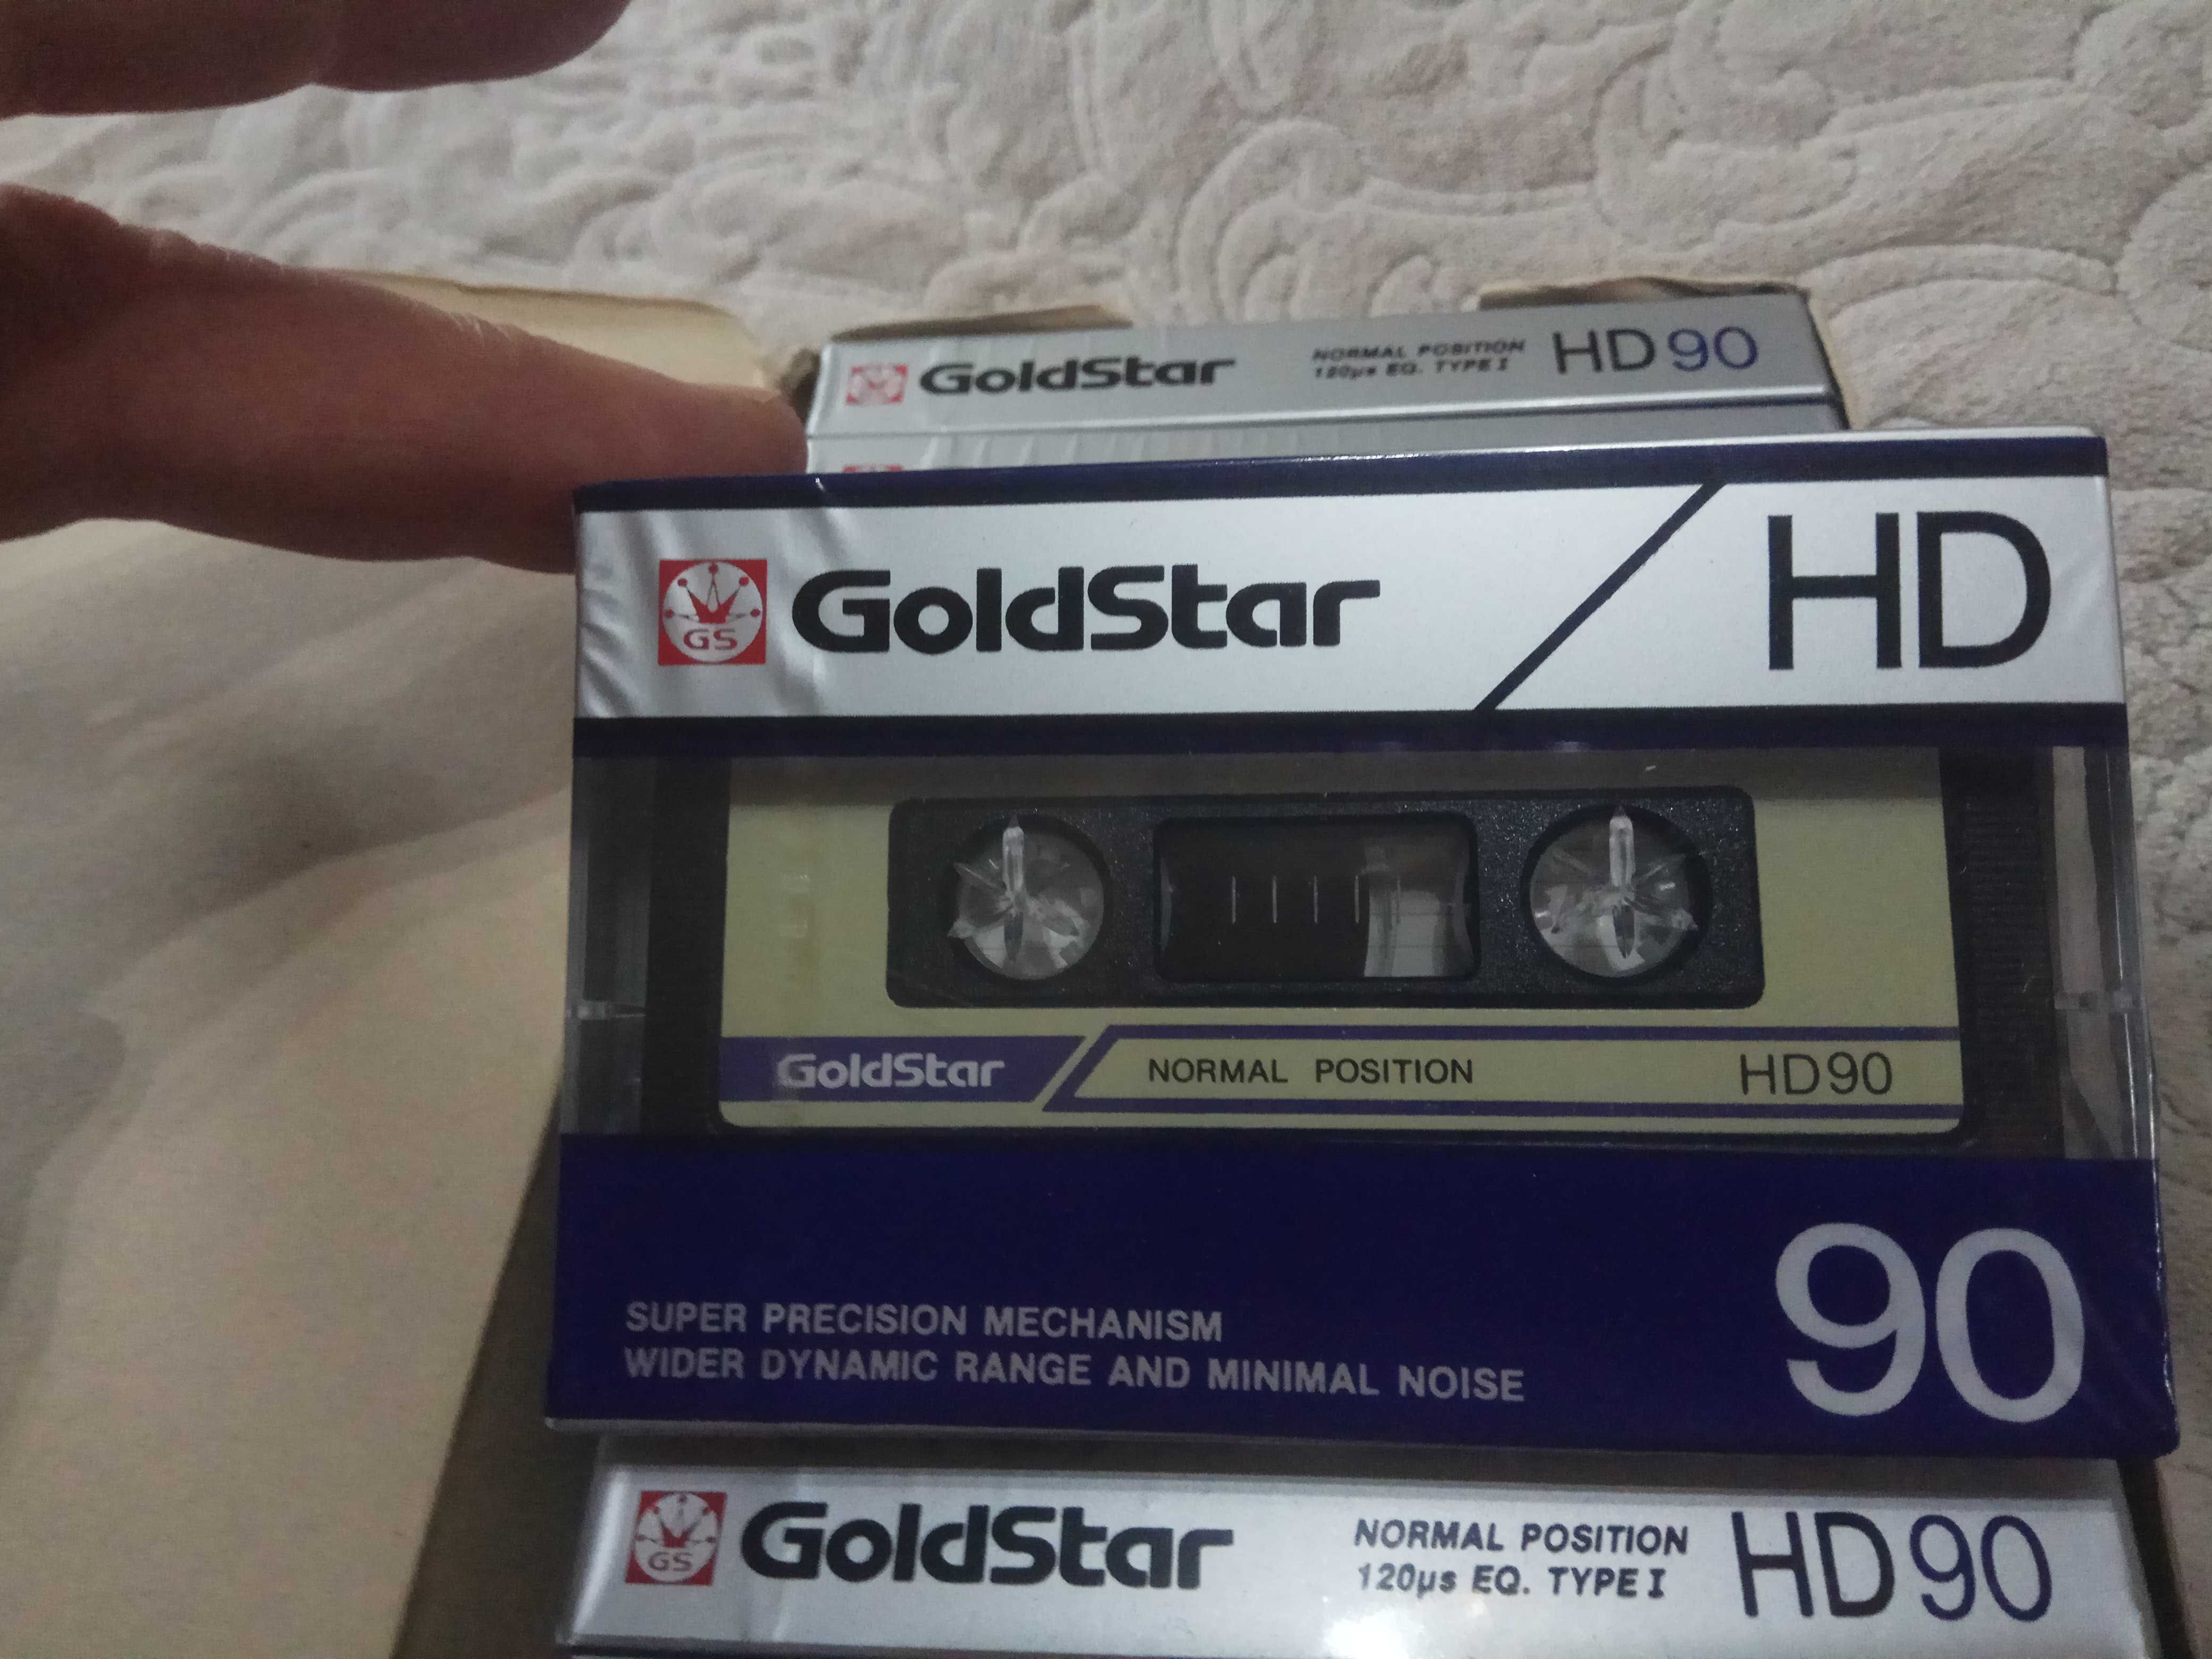 GoldStar NORMAL POSITION HD90
120µs EQ. TYPE I
GS GoldStar HD
GoldStar NORMAL POSITION HD90
90
SUPER PRECISION MECHANISM
WIDER DYNAMIC RANGE AND MINIMAL NOISE
GS GoldStar NORMAL POSITION HD90
120µs EQ. TYPE I